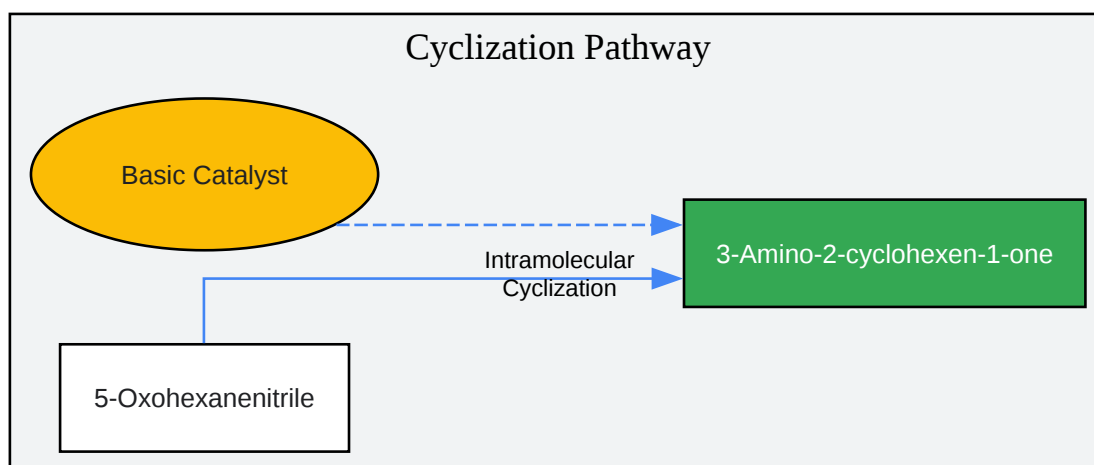 Cyclization Pathway
Basic Catalyst
3-Amino-2-cyclohexen-1-one
Intramolecular
Cyclization
5-Oxohexanenitrile